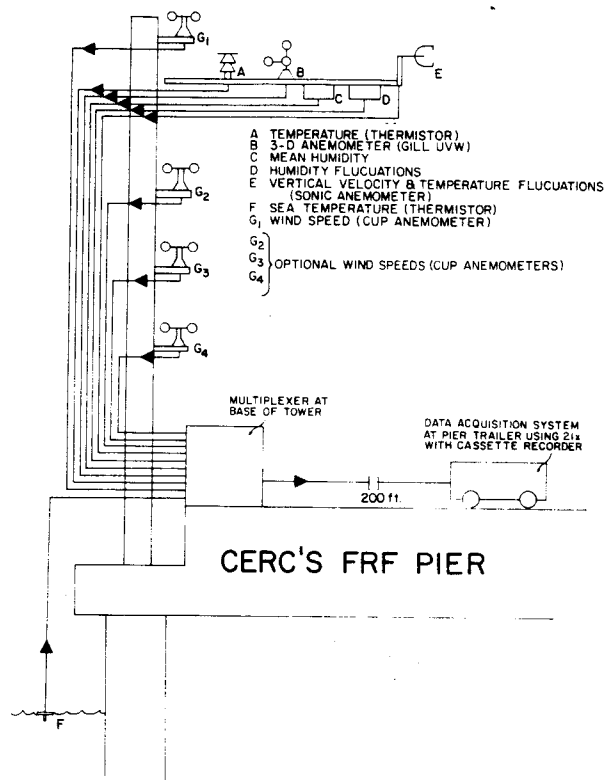 G1
A
B
C
D
E
A TEMPERATURE (THERMISTOR)
B 3-D ANEMOMETER (GILL UVW)
C MEAN HUMIDITY
D HUMIDITY FLUCUATIONS
E VERTICAL VELOCITY & TEMPERATURE FLUCUATIONS
(SONIC ANEMOMETER)
F SEA TEMPERATURE (THERMISTOR)
G1 WIND SPEED (CUP ANEMOMETER)
G2
G3 OPTIONAL WIND SPEEDS (CUP ANEMOMETERS)
G4
G2
G3
G4
MULTIPLEXER AT
BASE OF TOWER
DATA ACQUISITION SYSTEM
AT PIER TRAILER USING 21x
WITH CASSETTE RECORDER
200 ft.
CERC'S FRF PIER
F